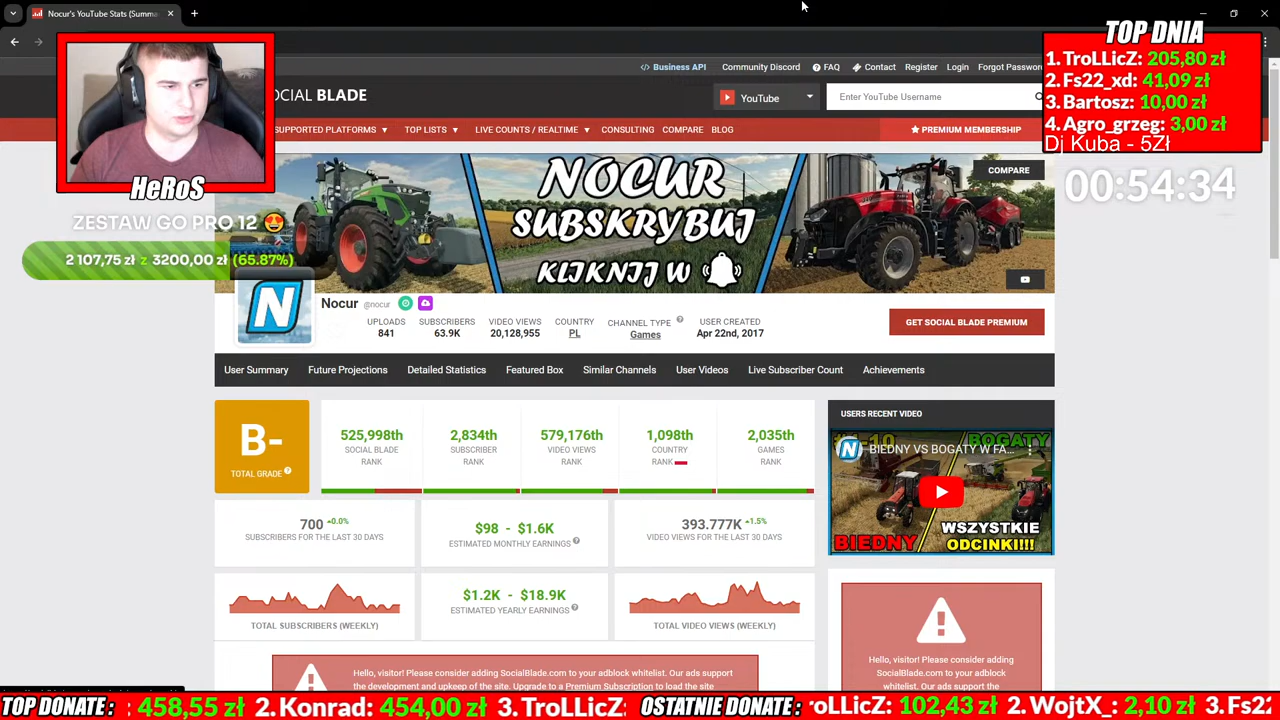 Nocur's YouTube Stats (Summa
Business API
Community Discord
FAQ
Contact
Register
Login
Forgot Passwor
OCIAL BLADE
YouTube
Enter YouTube Username
UPPORTED PLATFORMS
TOP LISTS
LIVE COUNTS / REALTIME
CONSULTING
COMPARE
BLOG
PREMIUM MEMBERSHIP
TOP DNIA
1. TroLLicZ: 205,80 zł
2. Fs22_xd: 41,09 zł
3. Bartosz: 10,00 zł
4. Agro_grzeg: 3,00 zł
Dj Kuba - 5Zł
00:54:34
HeRoS
ZESTAW GO PRO 12 😍
2 107,75 zł z 3200,00 zł (65.87%)
NOCUR
SUBSKRYBUJ
KLIKNIJ W
COMPARE
N
Nocur @nocur
UPLOADS
841
SUBSCRIBERS
63.9K
VIDEO VIEWS
20,128,955
COUNTRY
PL
CHANNEL TYPE
Games
USER CREATED
Apr 22nd, 2017
GET SOCIAL BLADE PREMIUM
User Summary
Future Projections
Detailed Statistics
Featured Box
Similar Channels
User Videos
Live Subscriber Count
Achievements
B-
TOTAL GRADE
525,998th
SOCIAL BLADE
RANK
2,834th
SUBSCRIBER
RANK
579,176th
VIDEO VIEWS
RANK
1,098th
COUNTRY
RANK
2,035th
GAMES
RANK
700 0.0%
SUBSCRIBERS FOR THE LAST 30 DAYS
$98 - $1.6K
ESTIMATED MONTHLY EARNINGS
393.777K 1.5%
VIDEO VIEWS FOR THE LAST 30 DAYS
TOTAL SUBSCRIBERS (WEEKLY)
$1.2K - $18.9K
ESTIMATED YEARLY EARNINGS
TOTAL VIDEO VIEWS (WEEKLY)
USERS RECENT VIDEO
BIEDNY VS BOGATY W FA...
BOGATY
WSZYSTKIE
ODCINKI!!!
BIEDNY
Hello, visitor! Please consider adding SocialBlade.com to your adblock whitelist. Our ads support
the development and upkeep of the site. Upgrade to a Premium Subscription to load the site
Hello, visitor! Please consider
adding SocialBlade.com to your
adblock whitelist. Our ads
TOP DONATE : : 458,55 zł 2. Konrad: 454,00 zł 3. TroLLicZ:
OSTATNIE DONATE : oLLicZ: 102,43 zł 2. WojtX_: 2,10 zł 3. Fs22